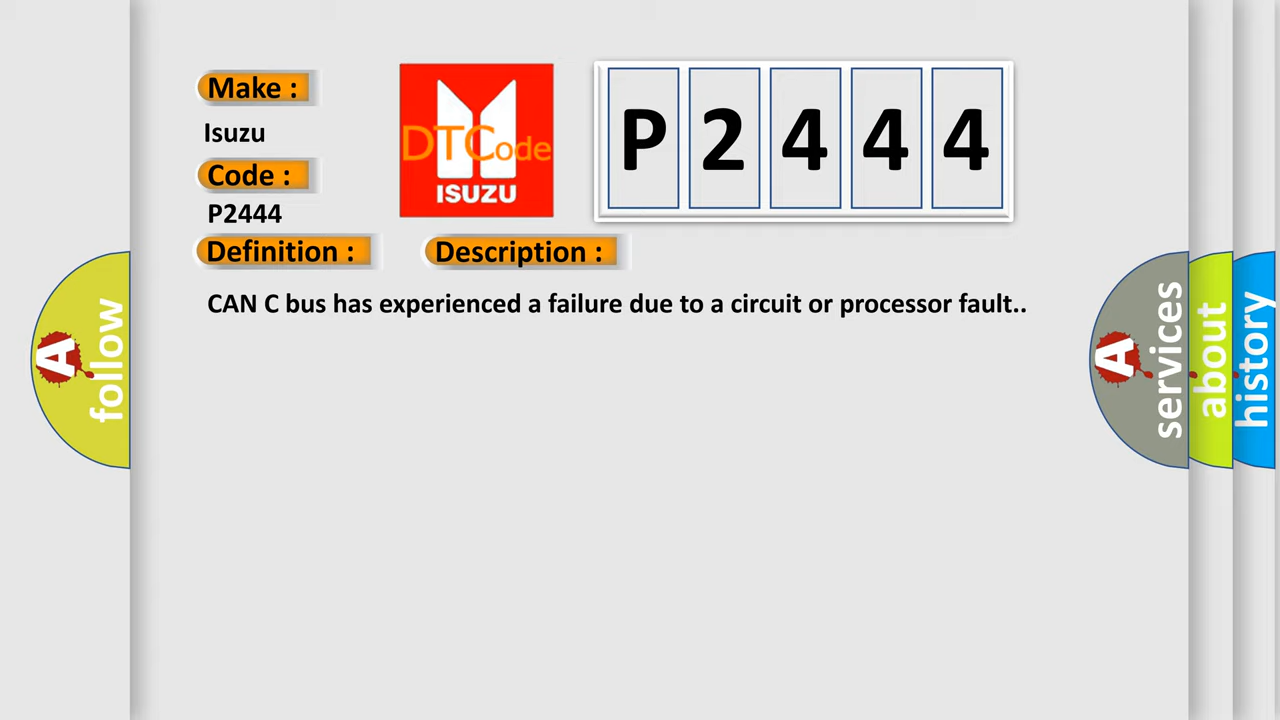 Make :
Isuzu
Code :
P2444
Definition :
Description :
CAN C bus has experienced a failure due to a circuit or processor fault..
DTCode
ISUZU
P 2 4 4 4
A
follow
A
services
about
history